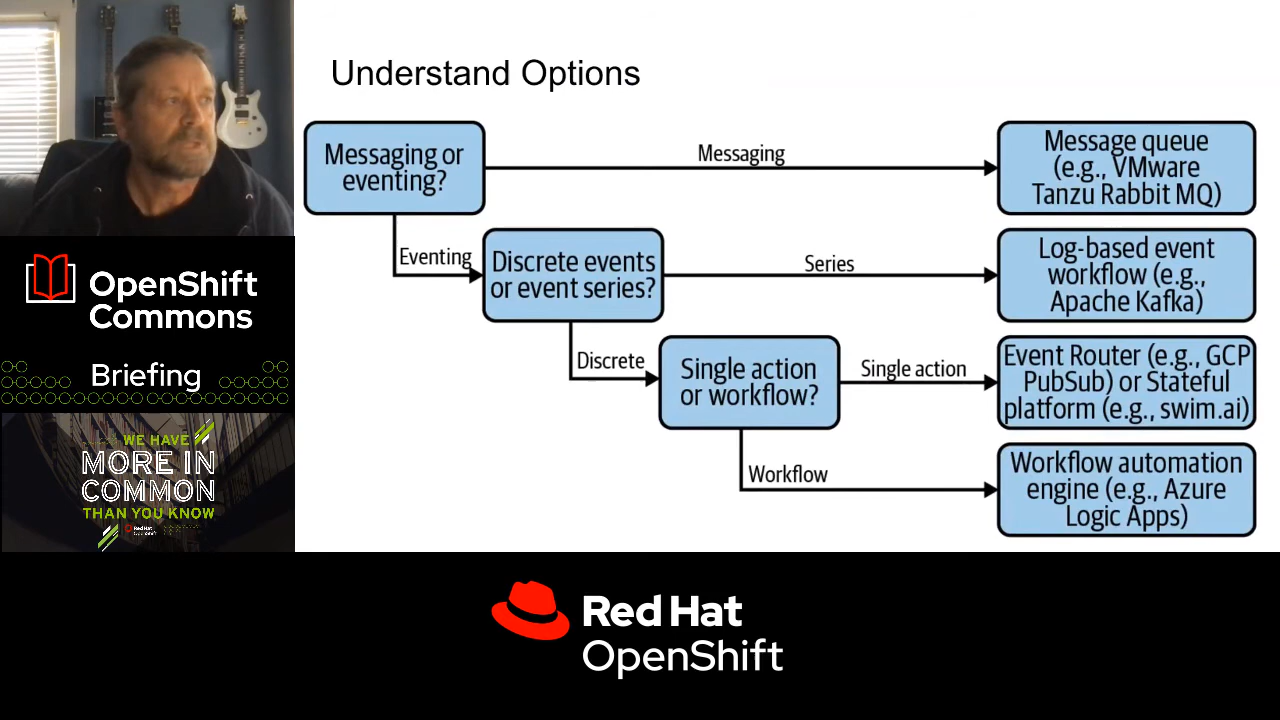 Understand Options
Messaging or
eventing?
Messaging
Message queue
(e.g., VMware
Tanzu Rabbit MQ)
Eventing
Discrete events
or event series?
Series
Log-based event
workflow (e.g.,
Apache Kafka)
Discrete
Single action
or workflow?
Single action
Event Router (e.g., GCP
PubSub) or Stateful
platform (e.g., swim.ai)
Workflow
Workflow automation
engine (e.g., Azure
Logic Apps)
OpenShift
Commons
Briefing
WE HAVE
MORE IN
COMMON
THAN YOU KNOW
Red Hat
OpenShift
Red Hat
OpenShift